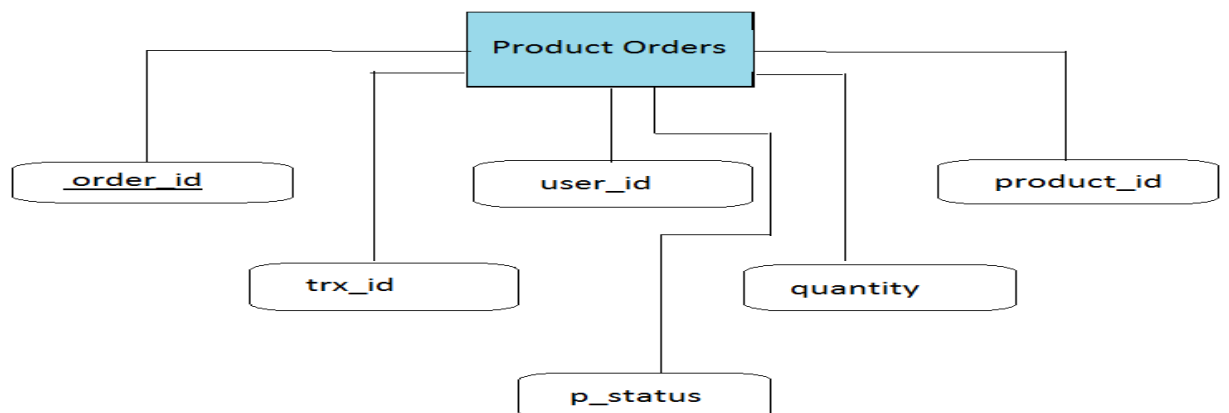 Product Orders
order_id
user_id
product_id
trx_id
quantity
p_status